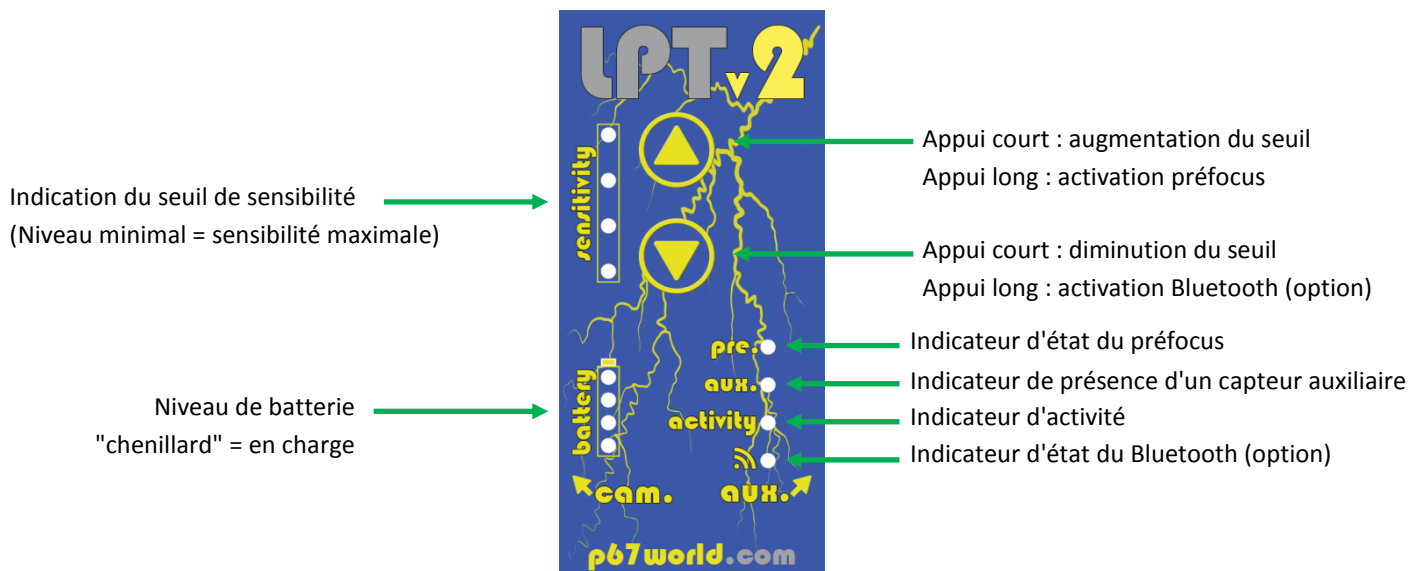 LPT v2
sensitivity
Indication du seuil de sensibilité
(Niveau minimal = sensibilité maximale)
Appui court : augmentation du seuil
Appui long : activation préfocus
Appui court : diminution du seuil
Appui long : activation Bluetooth (option)
pre.
Indicateur d'état du préfocus
aux.
Indicateur de présence d'un capteur auxiliaire
activity
Indicateur d'activité
Indicateur d'état du Bluetooth (option)
battery
Niveau de batterie
"chenillard" = en charge
cam.
aux.
p67world.com